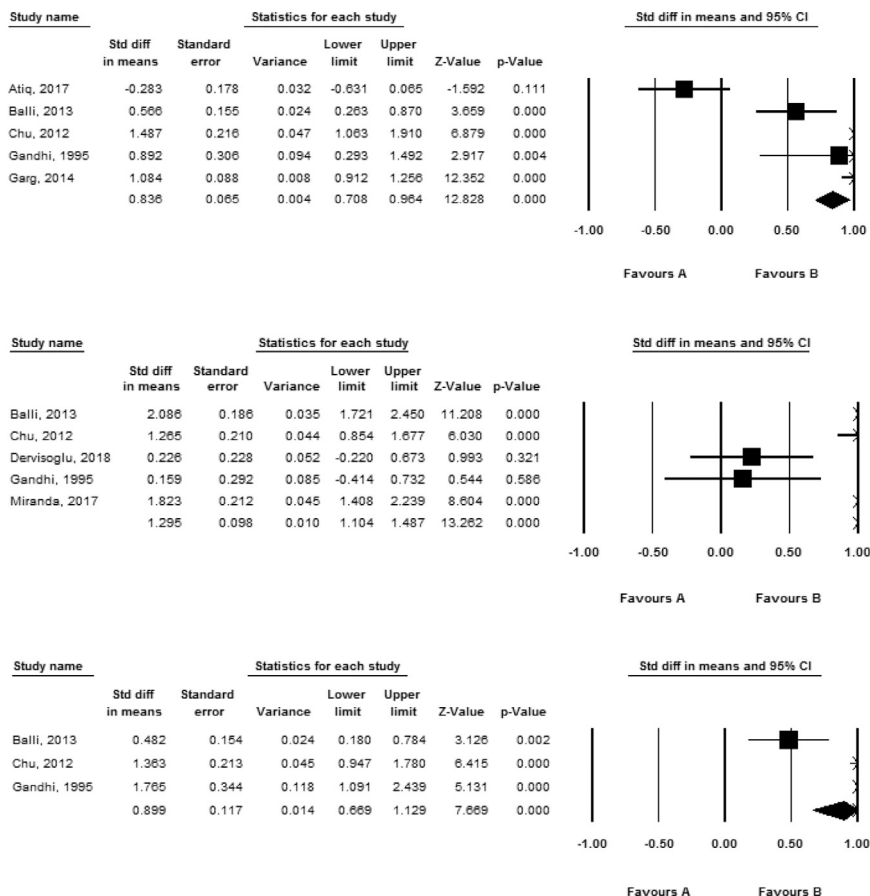 Study name Statistics for each study Std diff in means and 95% CI
Std diff Standard Lower Upper
in means error Variance limit limit Z-Value p-Value
Atiq, 2017 -0.283 0.178 0.032 -0.631 0.065 -1.592 0.111
Balli, 2013 0.566 0.155 0.024 0.263 0.870 3.659 0.000
Chu, 2012 1.487 0.216 0.047 1.063 1.910 6.879 0.000
Gandhi, 1995 0.892 0.306 0.094 0.293 1.492 2.917 0.004
Garg, 2014 1.084 0.088 0.008 0.912 1.256 12.352 0.000
0.836 0.065 0.004 0.708 0.964 12.828 0.000
-1.00 -0.50 0.00 0.50 1.00
Favours A Favours B
Study name Statistics for each study Std diff in means and 95% CI
Std diff Standard Lower Upper
in means error Variance limit limit Z-Value p-Value
Balli, 2013 2.086 0.186 0.035 1.721 2.450 11.208 0.000
Chu, 2012 1.265 0.210 0.044 0.854 1.677 6.030 0.000
Dervisoglu, 2018 0.226 0.228 0.052 -0.220 0.673 0.993 0.321
Gandhi, 1995 0.159 0.292 0.085 -0.414 0.732 0.544 0.586
Miranda, 2017 1.823 0.212 0.045 1.408 2.239 8.604 0.000
1.295 0.098 0.010 1.104 1.487 13.262 0.000
-1.00 -0.50 0.00 0.50 1.00
Favours A Favours B
Study name Statistics for each study Std diff in means and 95% CI
Std diff Standard Lower Upper
in means error Variance limit limit Z-Value p-Value
Balli, 2013 0.482 0.154 0.024 0.180 0.784 3.126 0.002
Chu, 2012 1.363 0.213 0.045 0.947 1.780 6.415 0.000
Gandhi, 1995 1.765 0.344 0.118 1.091 2.439 5.131 0.000
0.899 0.117 0.014 0.669 1.129 7.669 0.000
-1.00 -0.50 0.00 0.50 1.00
Favours A Favours B